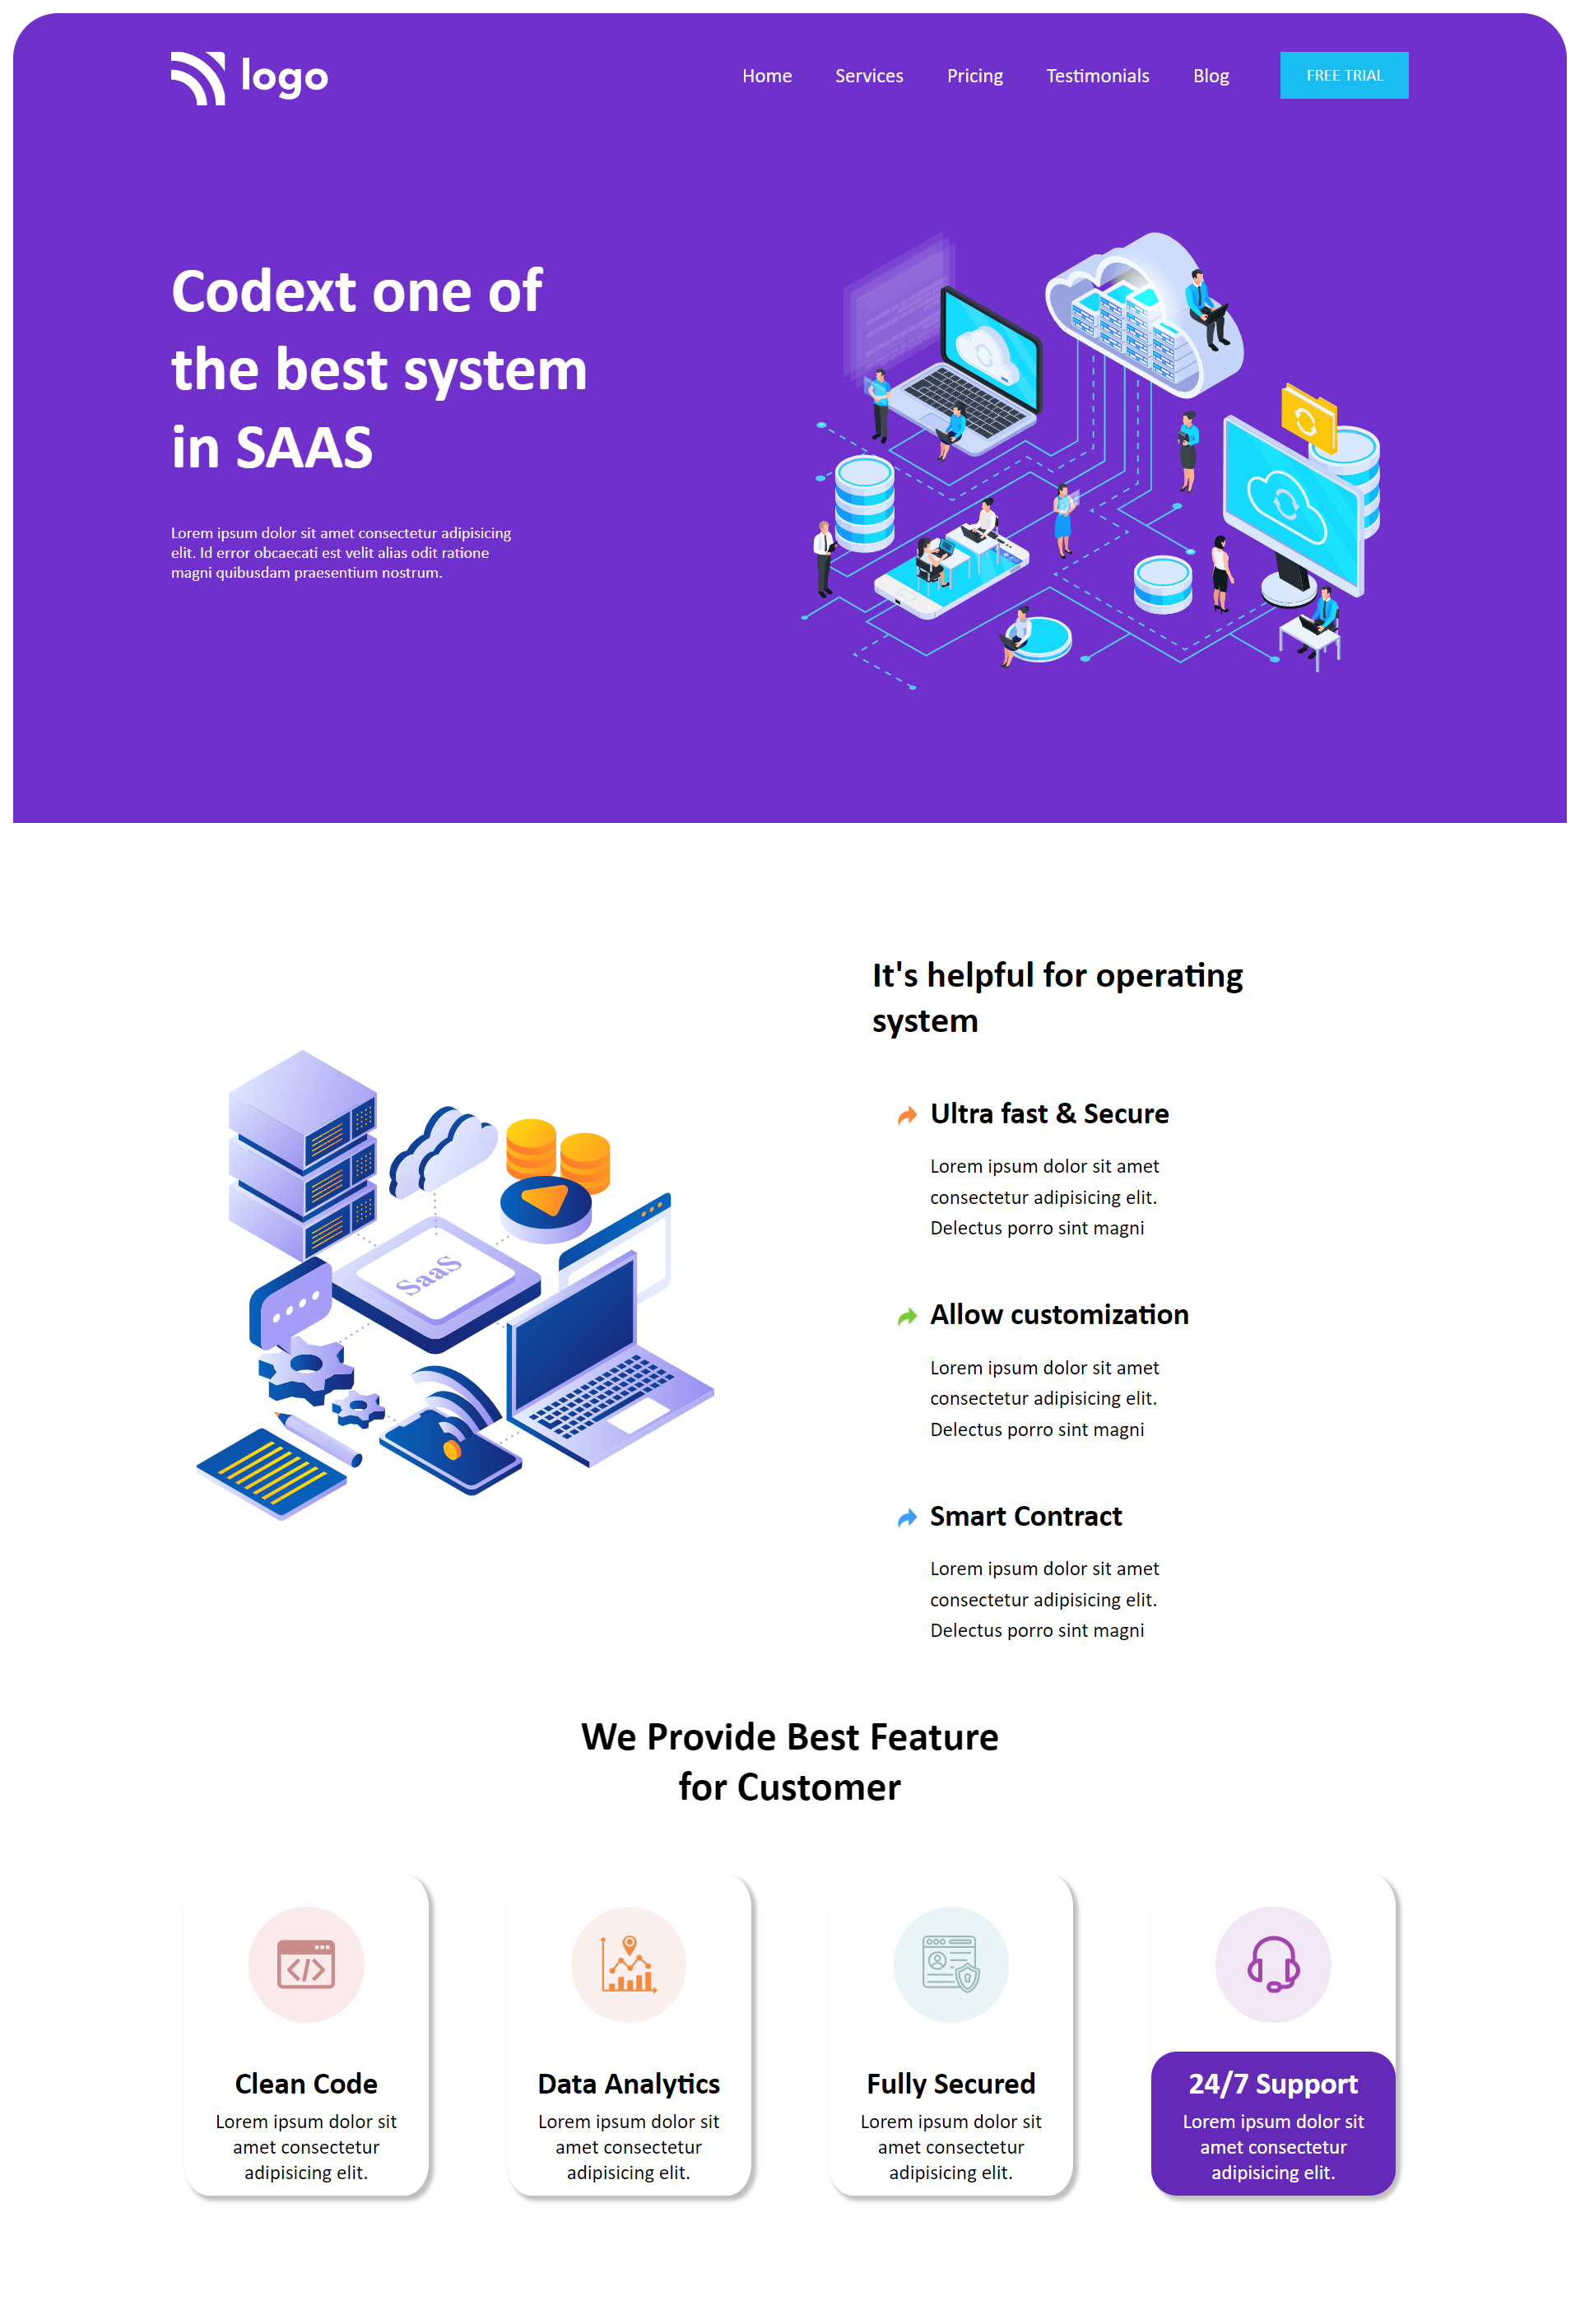 logo
Home Services Pricing Testimonials Blog FREE TRIAL
Codext one of
the best system
in SAAS
Lorem ipsum dolor sit amet consectetur adipisicing
elit. Id error obcaecati est velit alias odit ratione
magni quibusdam praesentium nostrum.
It's helpful for operating
system
Ultra fast & Secure
Lorem ipsum dolor sit amet
consectetur adipisicing elit.
Delectus porro sint magni
SaaS
Allow customization
Lorem ipsum dolor sit amet
consectetur adipisicing elit.
Delectus porro sint magni
Smart Contract
Lorem ipsum dolor sit amet
consectetur adipisicing elit.
Delectus porro sint magni
We Provide Best Feature
for Customer
Clean Code
Lorem ipsum dolor sit
amet consectetur
adipisicing elit.
Data Analytics
Lorem ipsum dolor sit
amet consectetur
adipisicing elit.
Fully Secured
Lorem ipsum dolor sit
amet consectetur
adipisicing elit.
24/7 Support
Lorem ipsum dolor sit
amet consectetur
adipisicing elit.